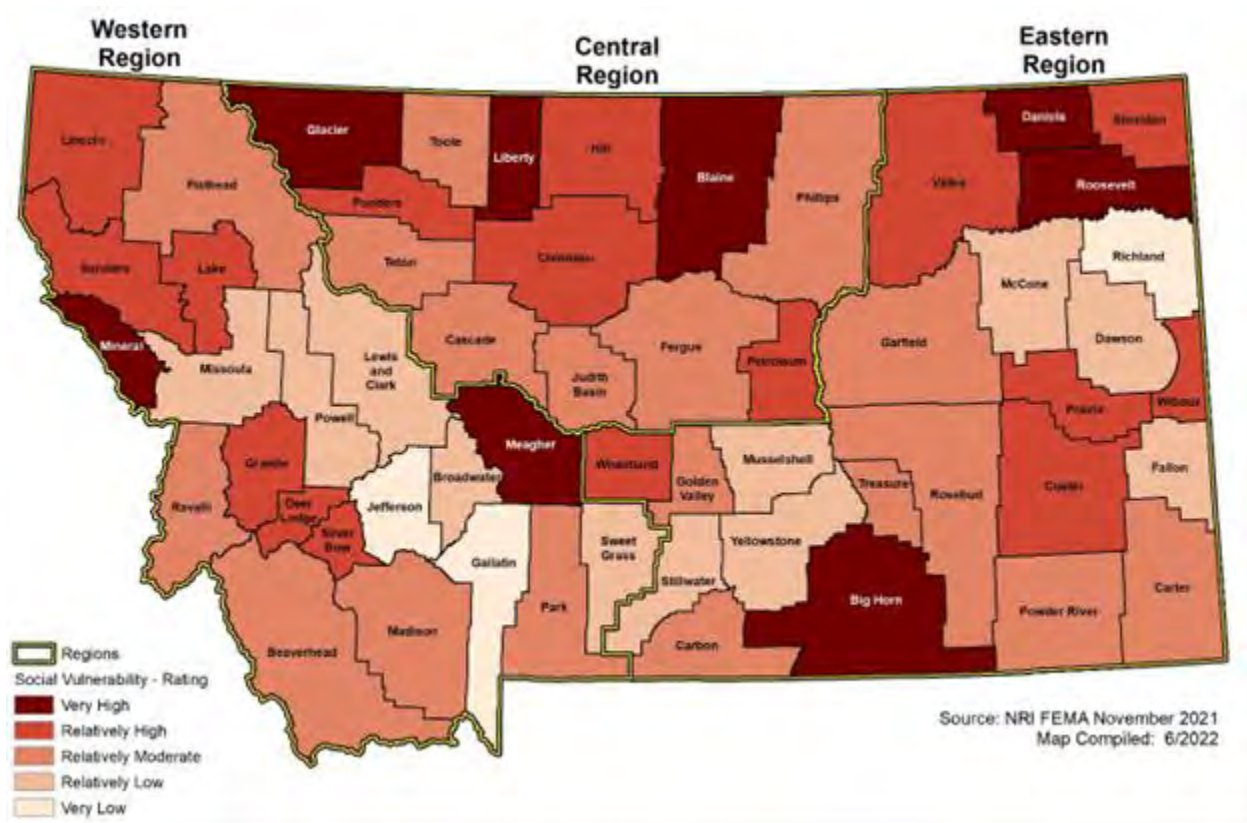 Western
Region
Central
Region
Eastern
Region
Lincoln
Flathead
Glacier
Toole
Liberty
Hill
Blaine
Phillips
Valley
Daniels
Sheridan
Roosevelt
Pondera
Teton
Chouteau
Sanders
Lake
Richland
McCone
Dawson
Garfield
Mineral
Missoula
Lewis
and
Clark
Cascade
Judith
Basin
Fergus
Petroleum
Prairie
Wibaux
Powell
Meagher
Granite
Broadwater
Wheatland
Golden
Valley
Musselshell
Treasure
Rosebud
Custer
Fallon
Ravalli
Deer
Lodge
Silver
Bow
Jefferson
Gallatin
Sweet
Grass
Yellowstone
Stillwater
Big Horn
Park
Carbon
Powder River
Carter
Madison
Beaverhead
Regions
Social Vulnerability - Rating
Very High
Relatively High
Relatively Moderate
Relatively Low
Very Low
Source: NRI FEMA November 2021
Map Compiled: 6/2022